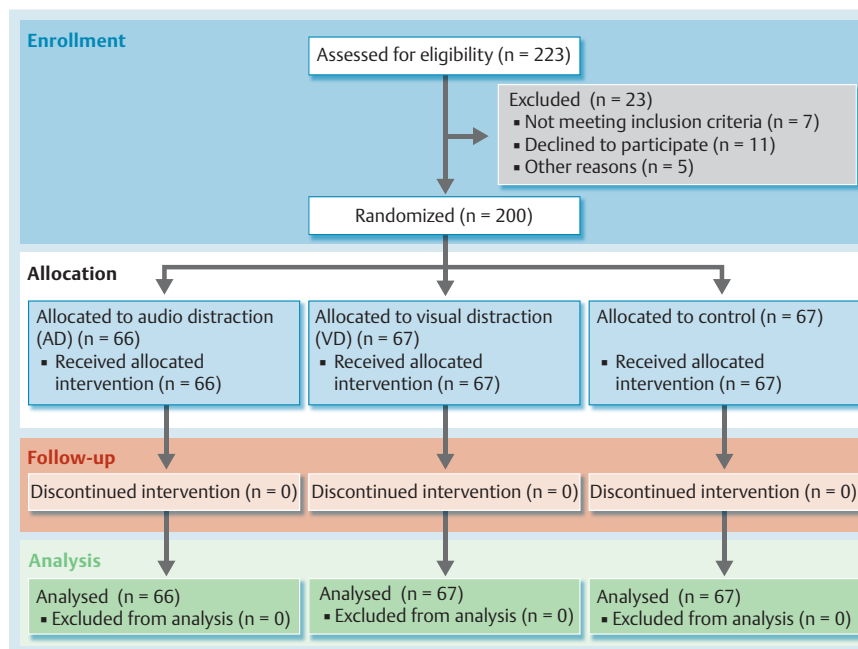 Enrollment
Assessed for eligibility (n = 223)
Excluded (n = 23)
▪ Not meeting inclusion criteria (n = 7)
▪ Declined to participate (n = 11)
▪ Other reasons (n = 5)
Randomized (n = 200)
Allocation
Allocated to audio distraction
(AD) (n = 66)
▪ Received allocated
intervention (n = 66)
Allocated to visual distraction
(VD) (n = 67)
▪ Received allocated
intervention (n = 67)
Allocated to control (n = 67)
▪ Received allocated
intervention (n = 67)
Follow-up
Discontinued intervention (n = 0)
Discontinued intervention (n = 0)
Discontinued intervention (n = 0)
Analysis
Analysed (n = 66)
▪ Excluded from analysis (n = 0)
Analysed (n = 67)
▪ Excluded from analysis (n = 0)
Analysed (n = 67)
▪ Excluded from analysis (n = 0)